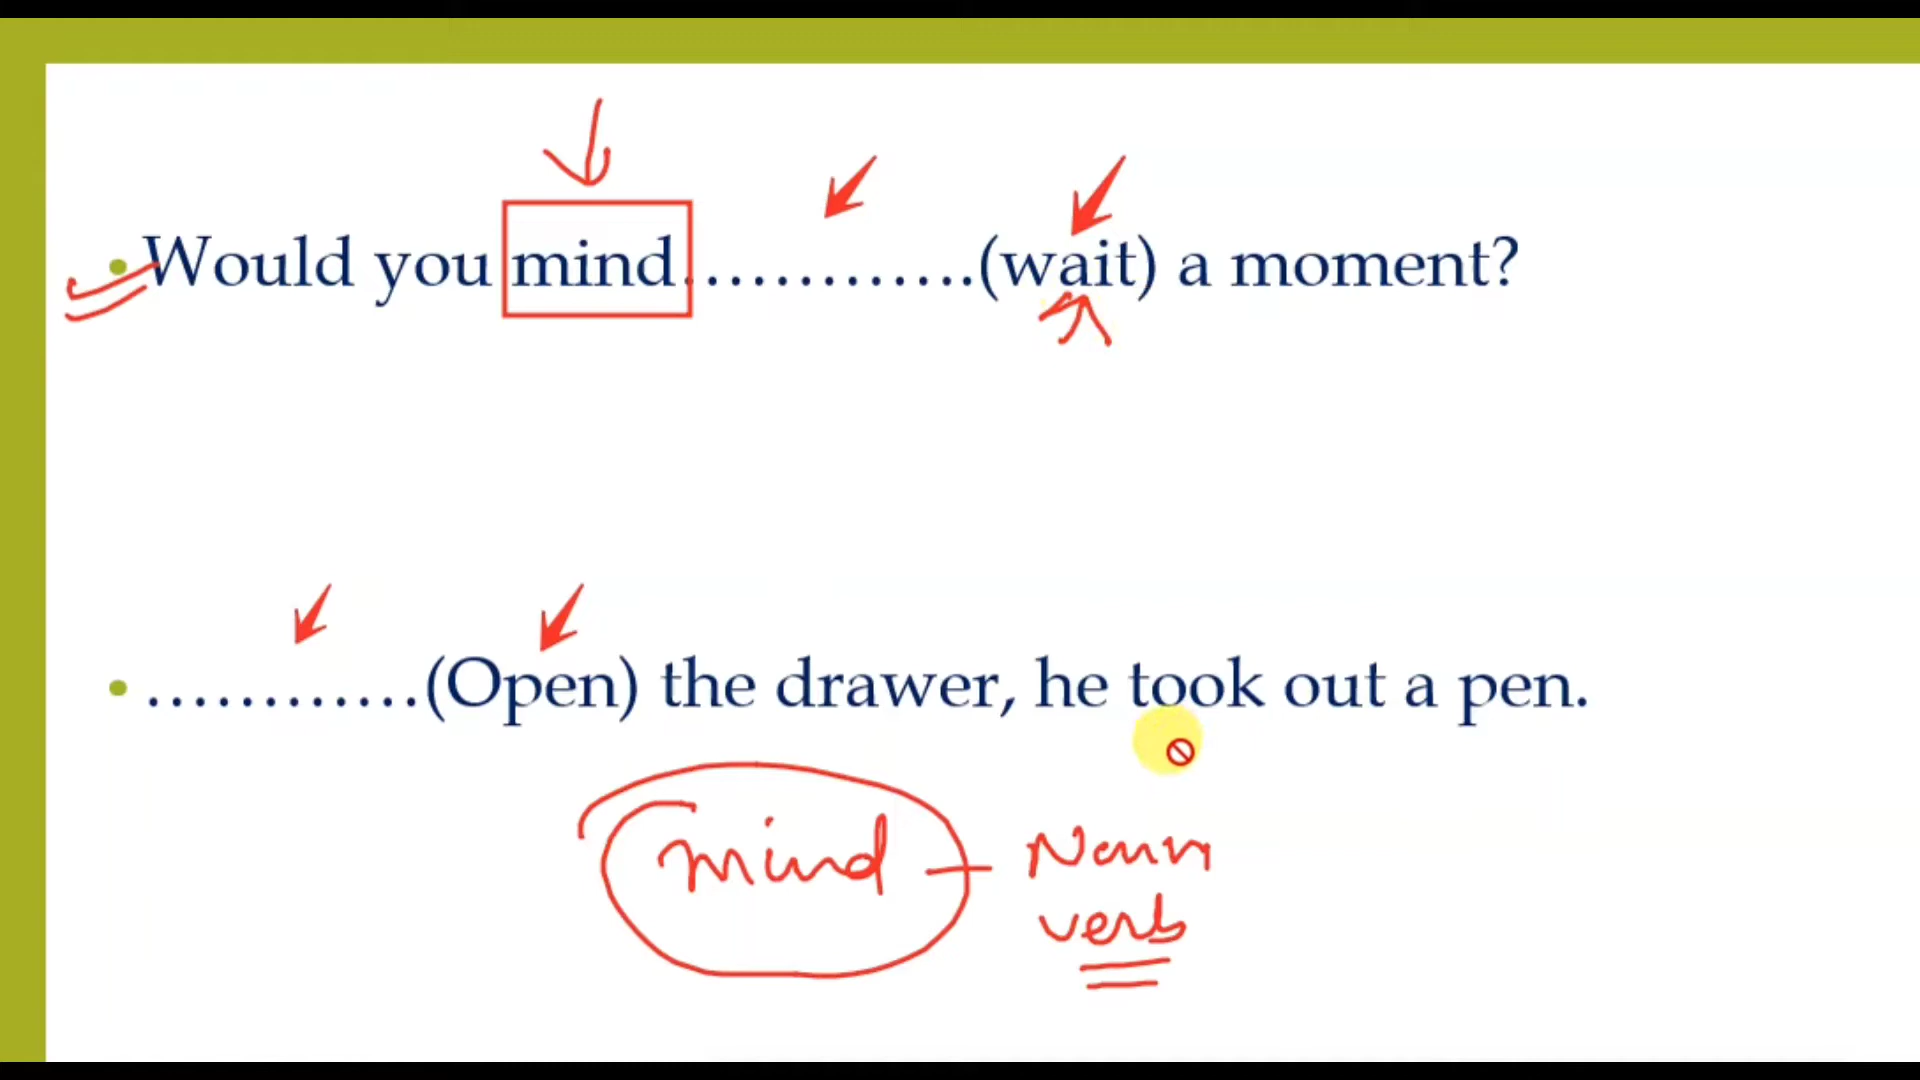 Would you mind.............(wait) a moment?
............(Open) the drawer, he took out a pen.
mind - Noun
verb